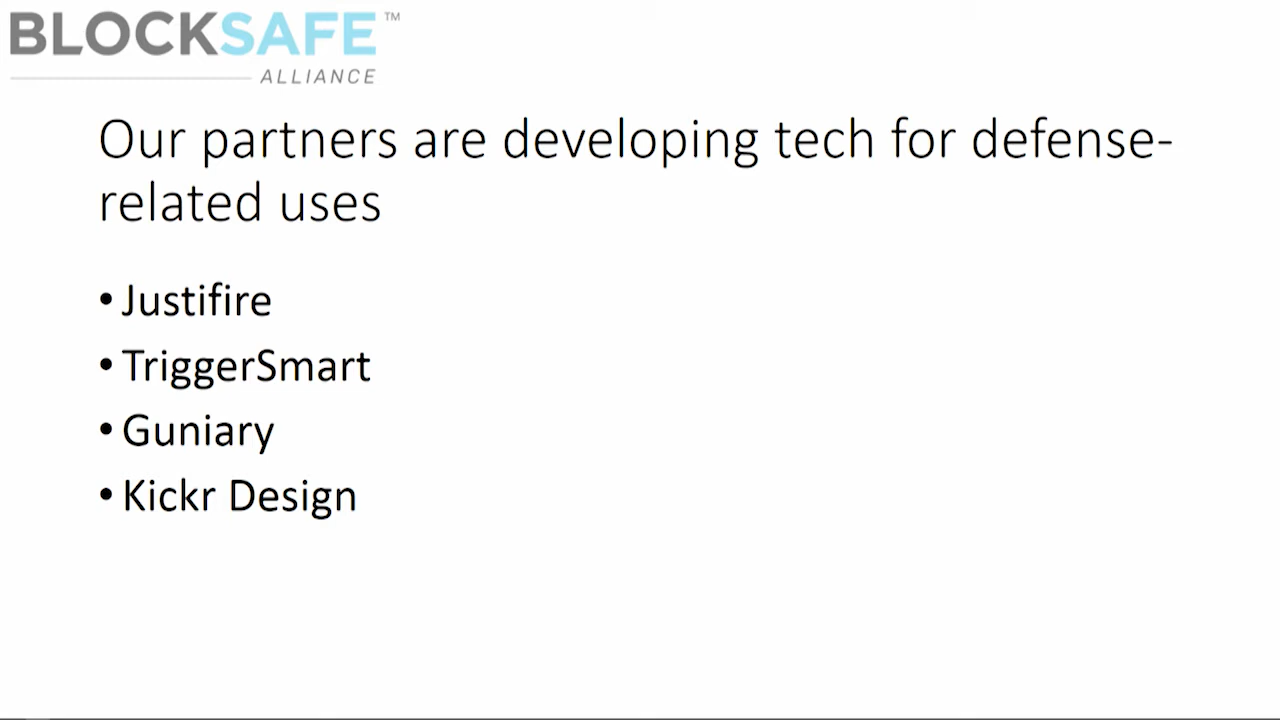 BLOCKSAFE™
ALLIANCE
Our partners are developing tech for defense-
related uses
• Justifire
• TriggerSmart
• Guniary
• Kickr Design